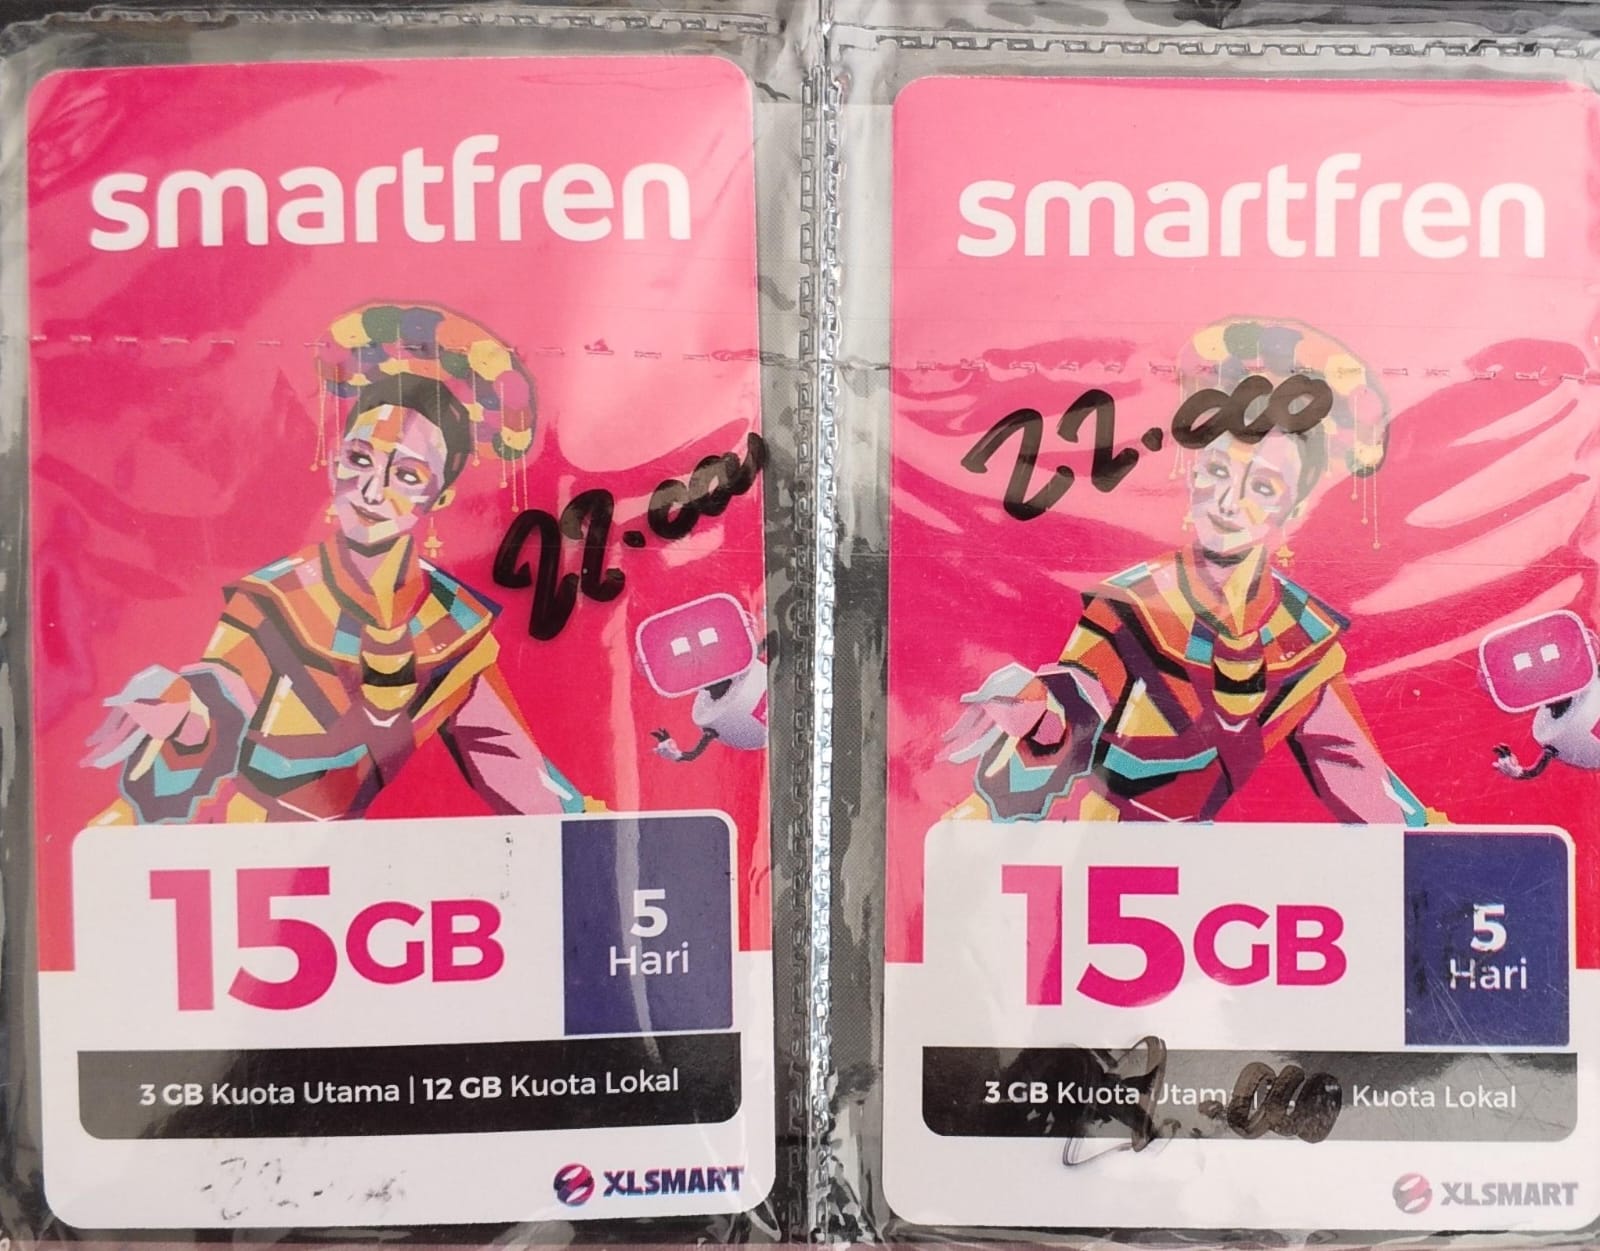 smartfren
22.000
15GB
5
Hari
3 GB Kuota Utama | 12 GB Kuota Lokal
XLSMART
smartfren
22.000
15GB
5
Hari
3 GB Kuota Utama Kuota Lokal
XLSMART